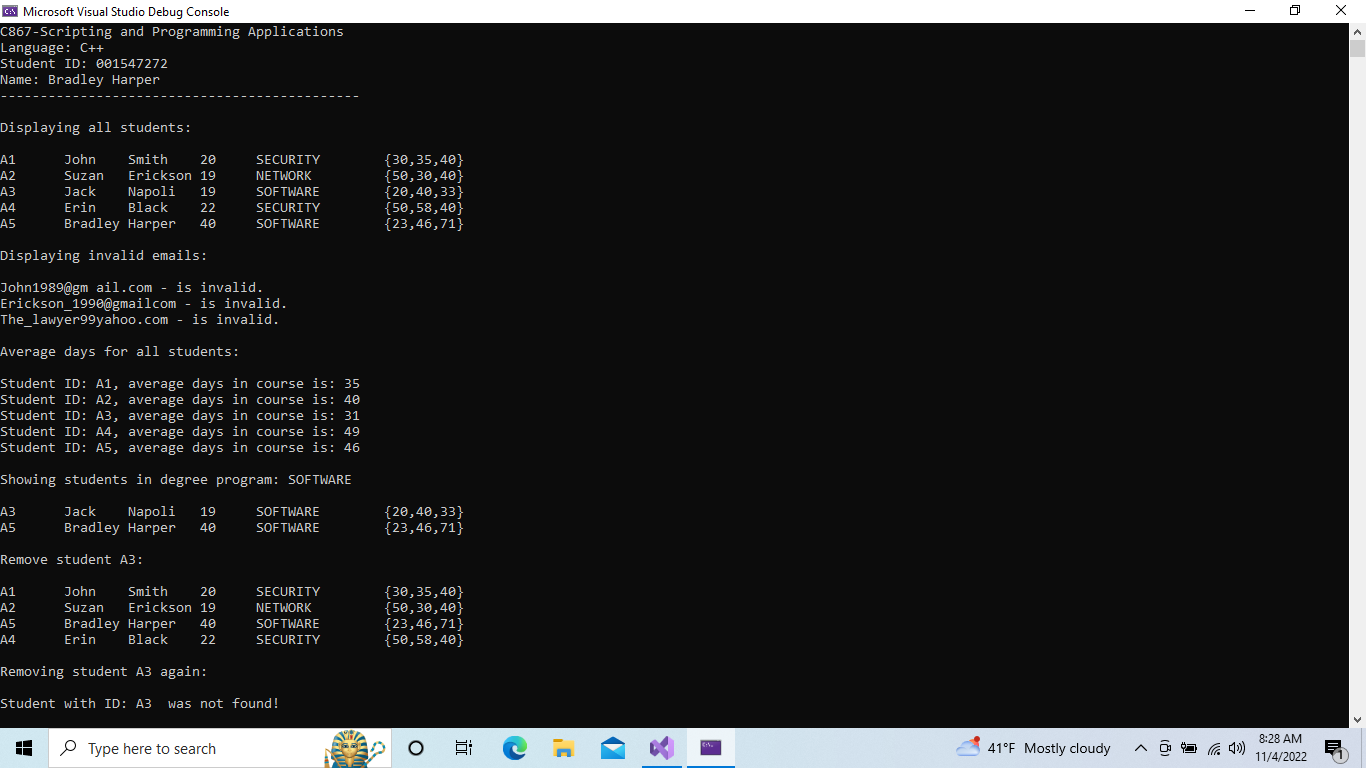 Microsoft Visual Studio Debug Console
C867-Scripting and Programming Applications
Language: C++
Student ID: 001547272
Name: Bradley Harper
---------------------------------------------
Displaying all students:
A1 John Smith 20 SECURITY {30,35,40}
A2 Suzan Erickson 19 NETWORK {50,30,40}
A3 Jack Napoli 19 SOFTWARE {20,40,33}
A4 Erin Black 22 SECURITY {50,58,40}
A5 Bradley Harper 40 SOFTWARE {23,46,71}
Displaying invalid emails:
John1989@gm ail.com - is invalid.
Erickson_1990@gmailcom - is invalid.
The_lawyer99yahoo.com - is invalid.
Average days for all students:
Student ID: A1, average days in course is: 35
Student ID: A2, average days in course is: 40
Student ID: A3, average days in course is: 31
Student ID: A4, average days in course is: 49
Student ID: A5, average days in course is: 46
Showing students in degree program: SOFTWARE
A3 Jack Napoli 19 SOFTWARE {20,40,33}
A5 Bradley Harper 40 SOFTWARE {23,46,71}
Remove student A3:
A1 John Smith 20 SECURITY {30,35,40}
A2 Suzan Erickson 19 NETWORK {50,30,40}
A5 Bradley Harper 40 SOFTWARE {23,46,71}
A4 Erin Black 22 SECURITY {50,58,40}
Removing student A3 again:
Student with ID: A3  was not found!
Type here to search
41°F Mostly cloudy
8:28 AM
11/4/2022
1